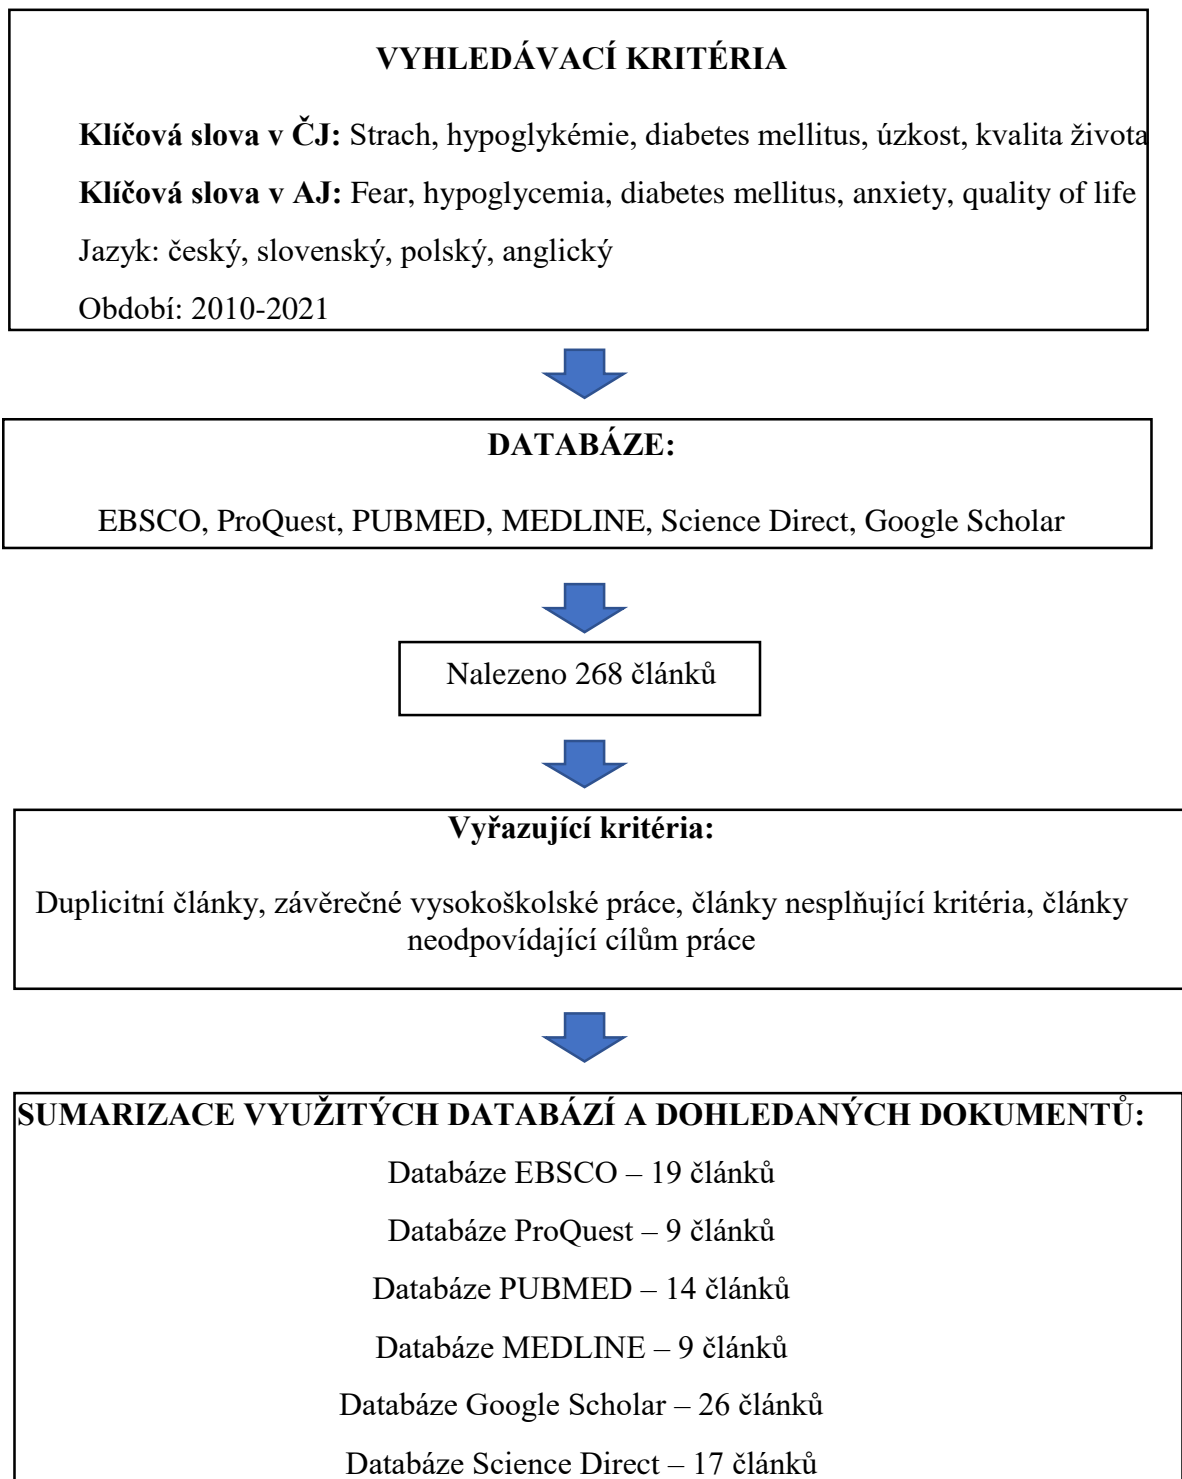 VYHLEDÁVACÍ KRITÉRIA
Klíčová slova v ČJ: Strach, hypoglykémie, diabetes mellitus, úzkost, kvalita života
Klíčová slova v AJ: Fear, hypoglycemia, diabetes mellitus, anxiety, quality of life
Jazyk: český, slovenský, polský, anglický
Období: 2010-2021
DATABÁZE:
EBSCO, ProQuest, PUBMED, MEDLINE, Science Direct, Google Scholar
Nalezeno 268 článků
Vyřazující kritéria:
Duplicitní články, závěrečné vysokoškolské práce, články nesplňující kritéria, články
neodpovídající cílům práce
SUMARIZACE VYUŽITÝCH DATABÁZÍ A DOHLEDANÝCH DOKUMENTŮ:
Databáze EBSCO – 19 článků
Databáze ProQuest – 9 článků
Databáze PUBMED – 14 článků
Databáze MEDLINE – 9 článků
Databáze Google Scholar – 26 článků
Databáze Science Direct – 17 článků